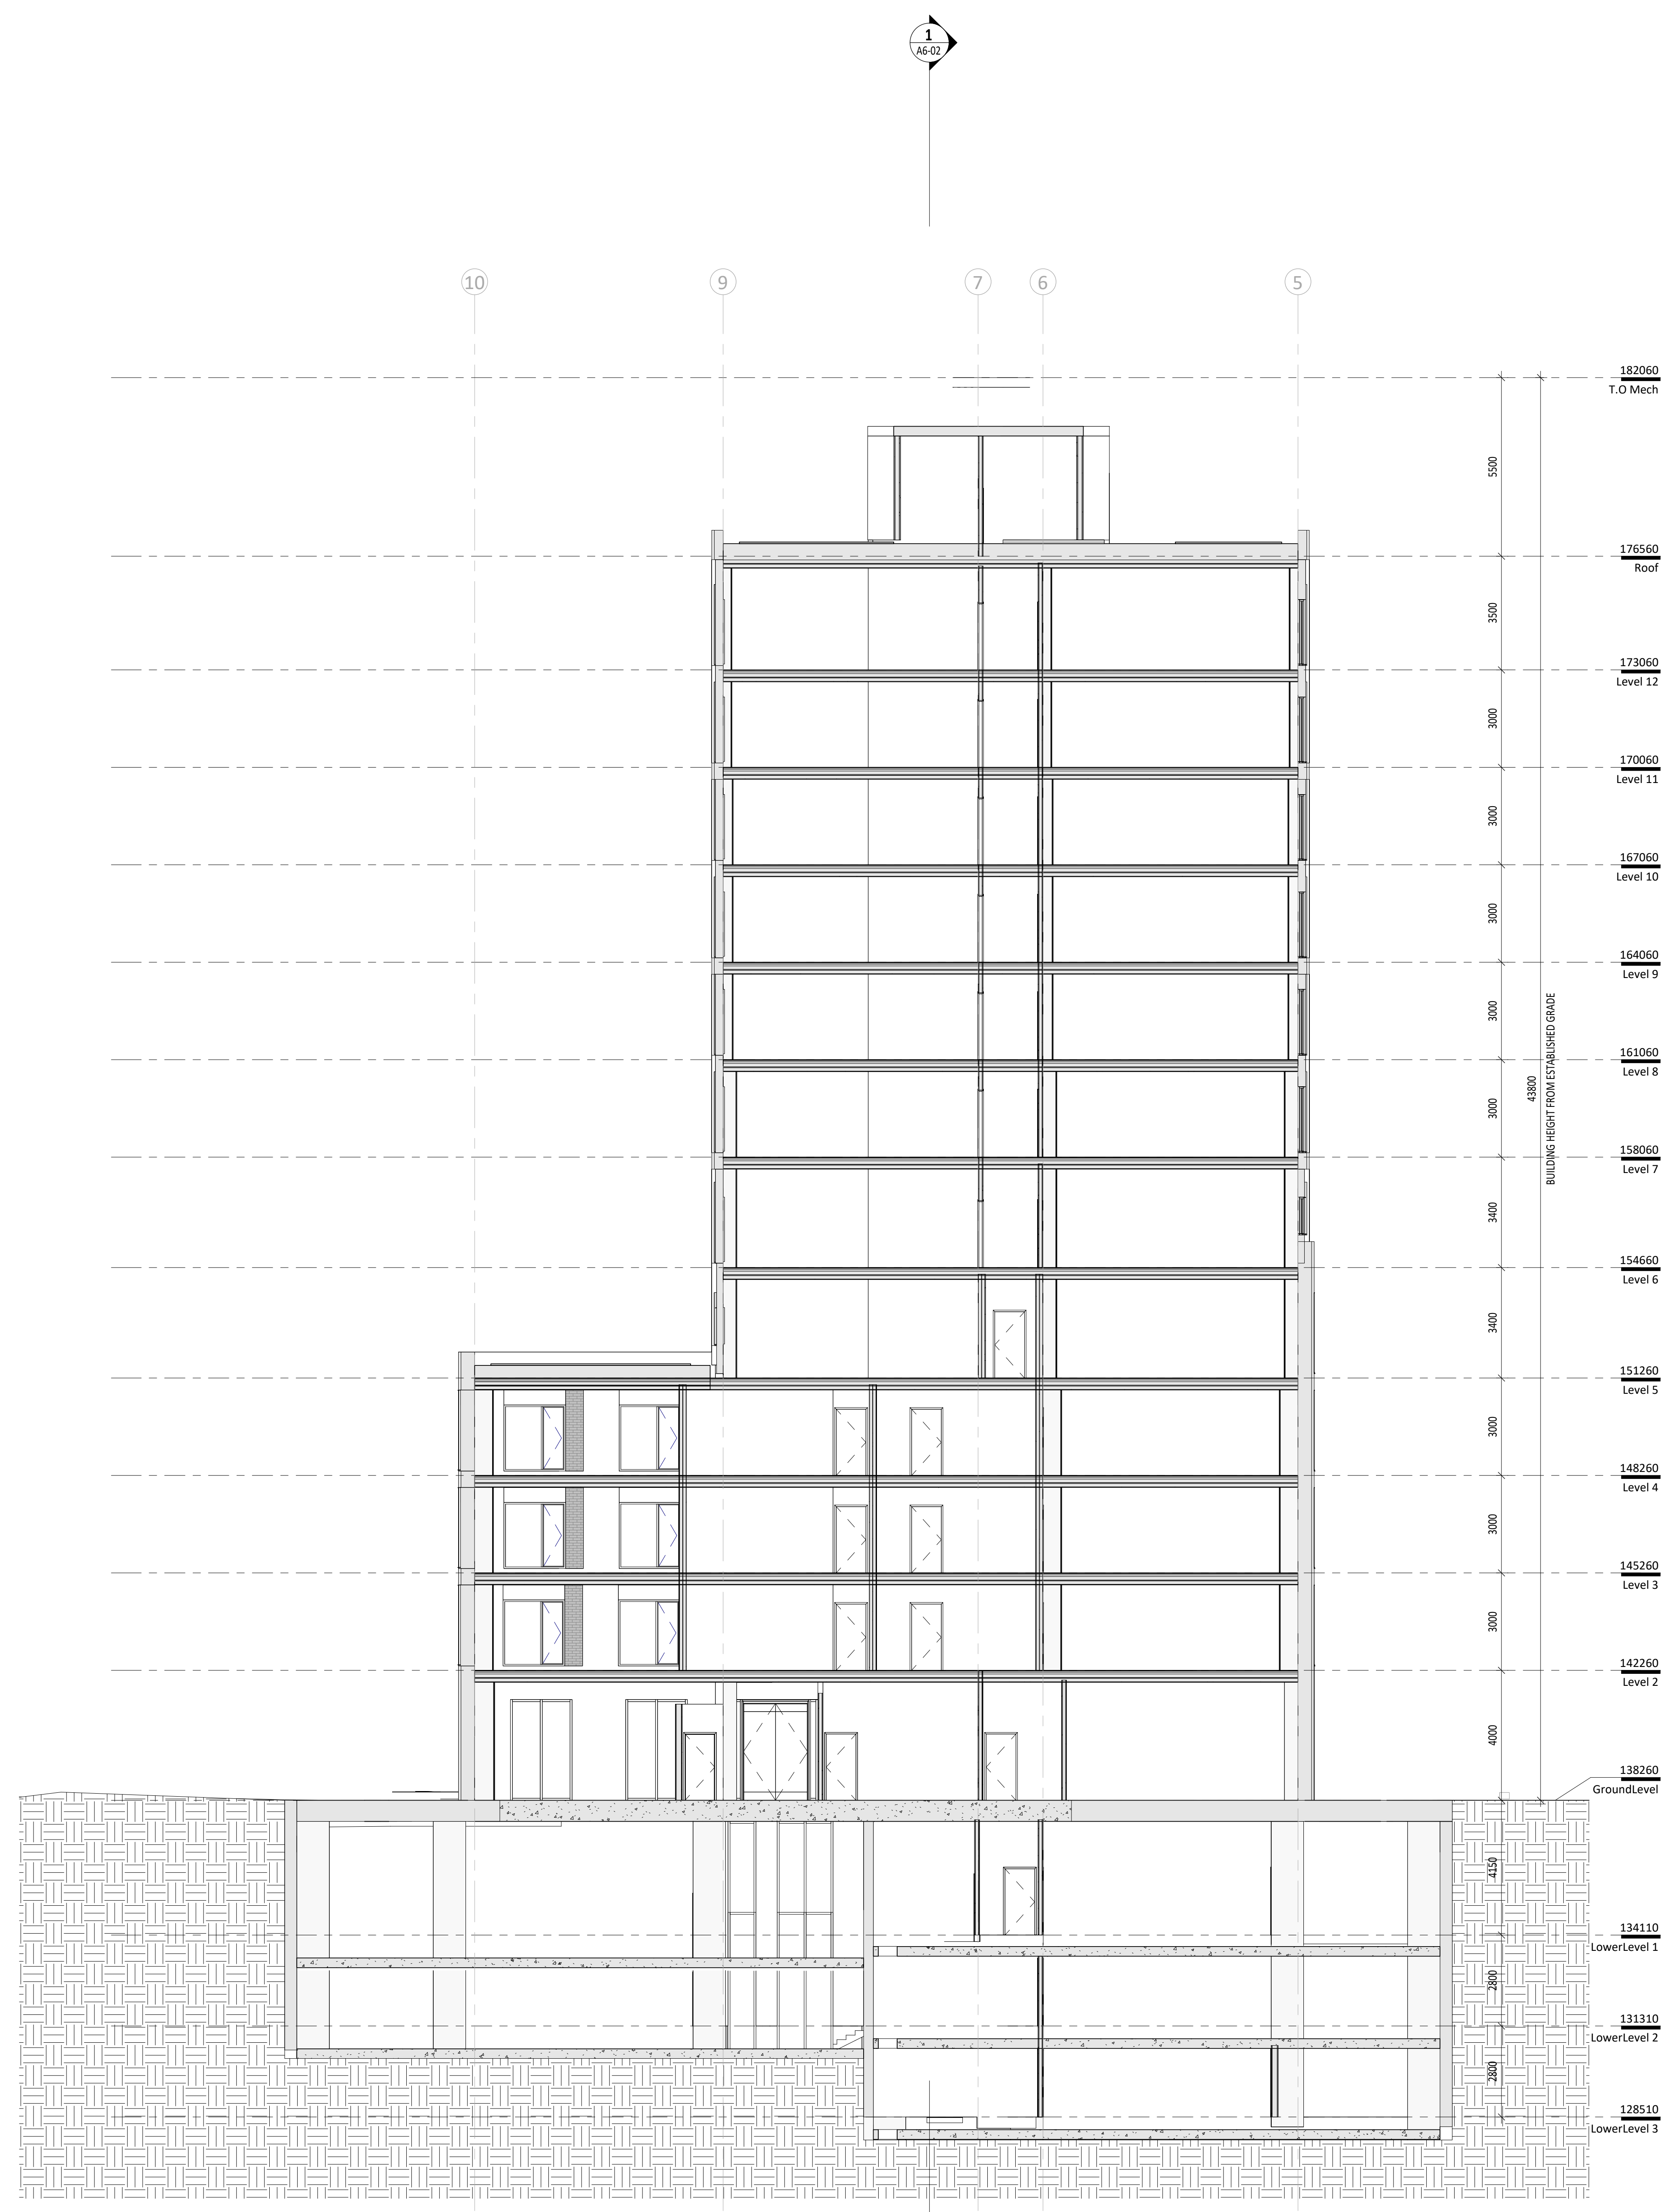 1
A6-02
10
9
7
6
5
182060
T.O Mech
5500
176560
Roof
3500
173060
Level 12
3000
170060
Level 11
3000
167060
Level 10
3000
164060
Level 9
3000
161060
Level 8
3000
43800
BUILDING HEIGHT FROM ESTABLISHED GRADE
158060
Level 7
3400
154660
Level 6
3400
151260
Level 5
3000
148260
Level 4
3000
145260
Level 3
3000
142260
Level 2
4000
138260
GroundLevel
4150
134110
LowerLevel 1
2800
131310
LowerLevel 2
2800
128510
LowerLevel 3